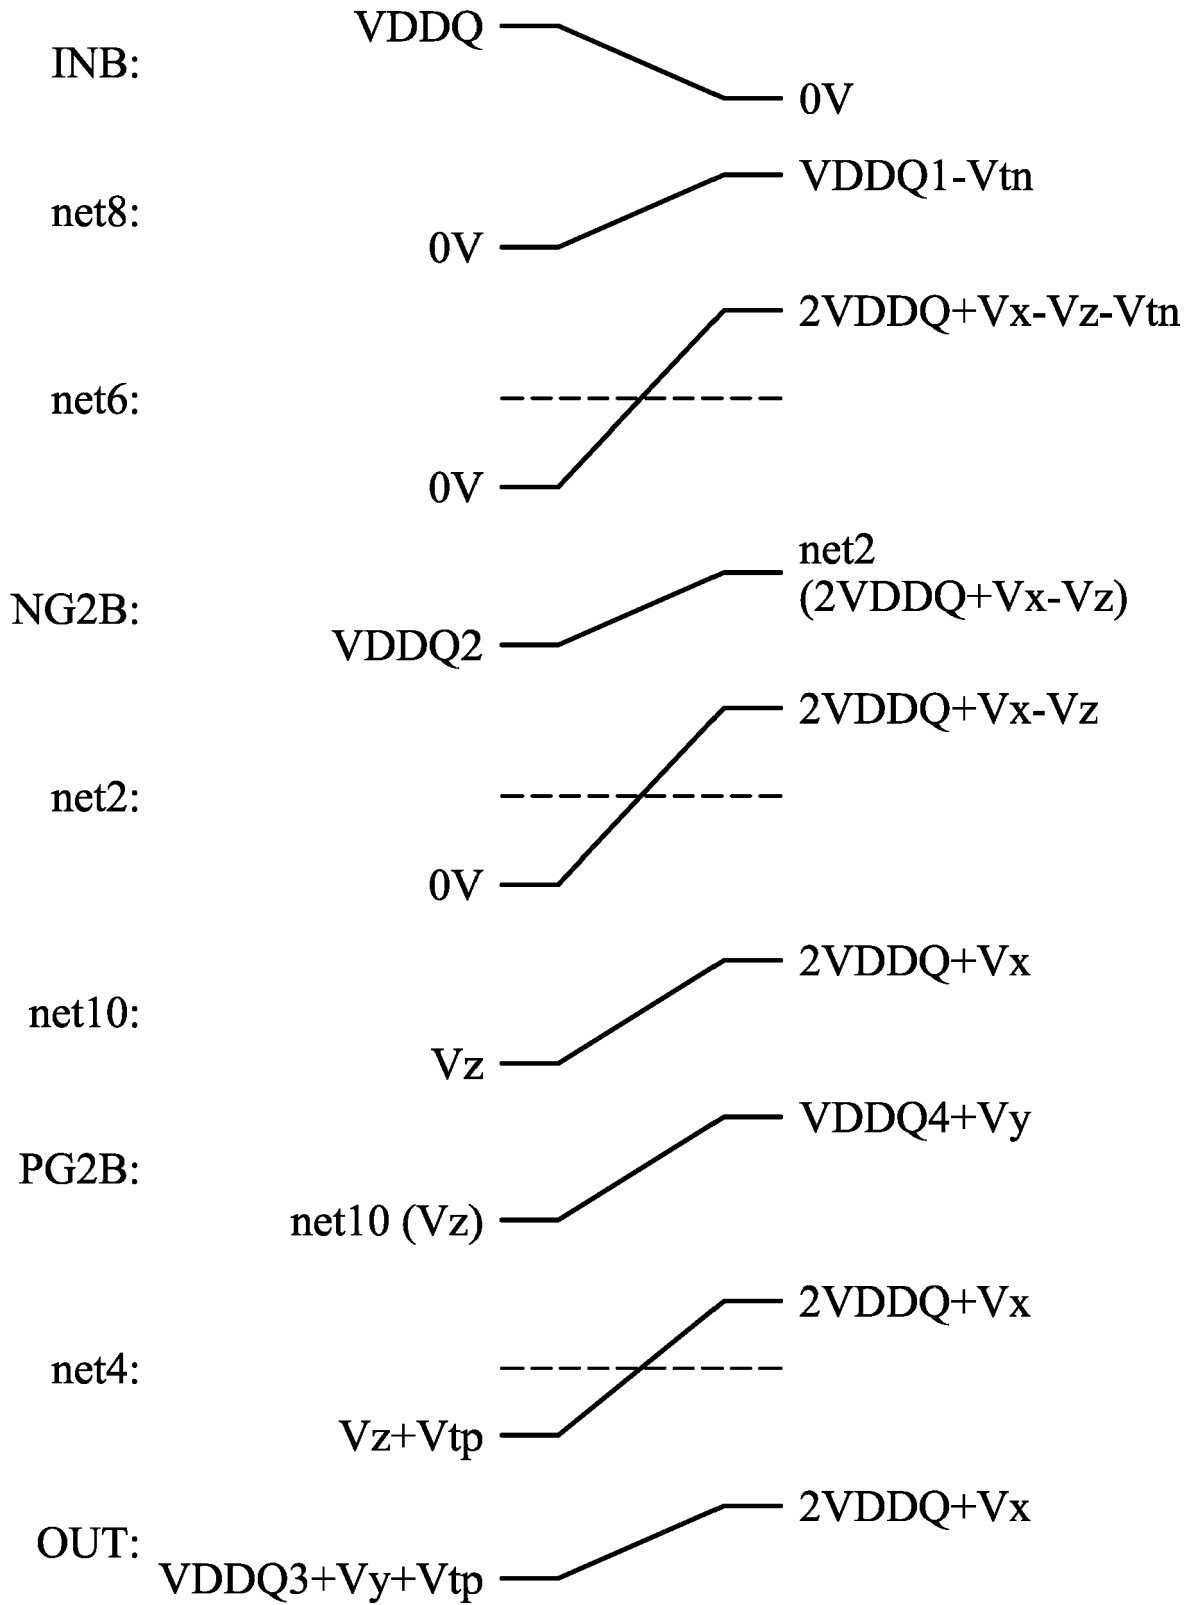 INB:
VDDQ
0V
net8:
VDDQ1-Vtn
0V
net6:
2VDDQ+Vx-Vz-Vtn
0V
NG2B:
net2
(2VDDQ+Vx-Vz)
VDDQ2
net2:
2VDDQ+Vx-Vz
0V
net10:
2VDDQ+Vx
Vz
PG2B:
VDDQ4+Vy
net10 (Vz)
net4:
2VDDQ+Vx
Vz+Vtp
OUT:
2VDDQ+Vx
VDDQ3+Vy+Vtp